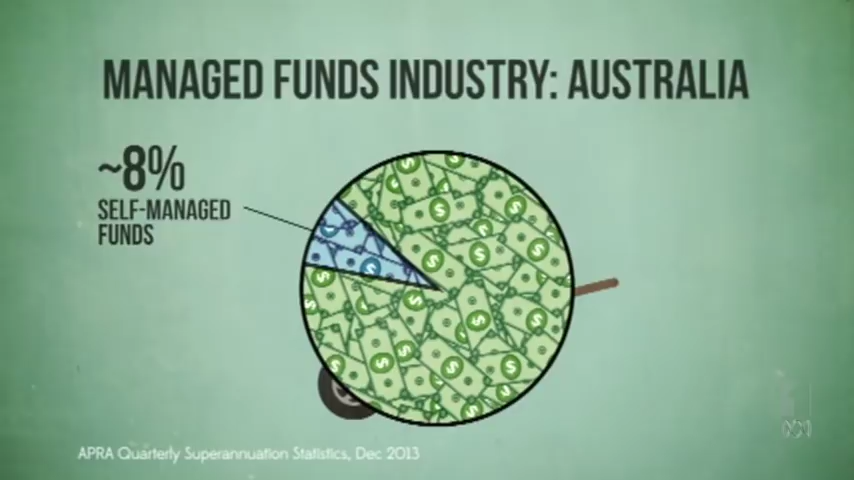 MANAGED FUNDS INDUSTRY: AUSTRALIA
~8%
SELF-MANAGED
FUNDS
APRA Quarterly Superannuation Statistics, Dec 2013